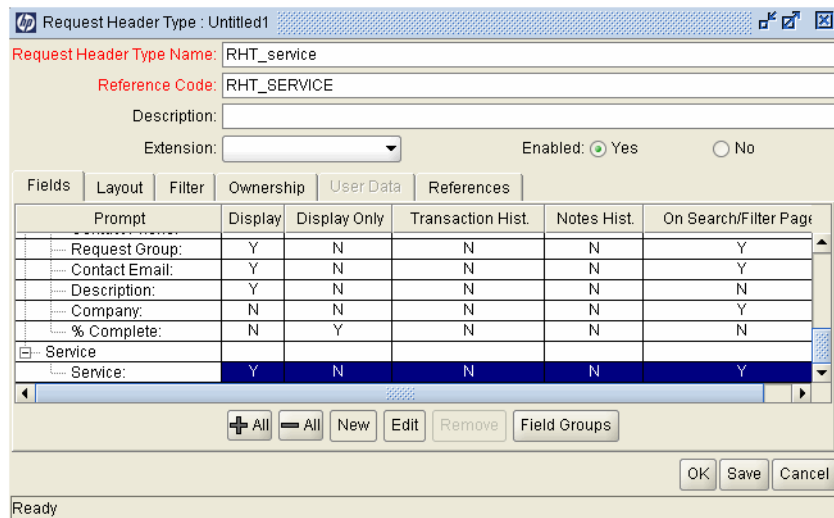 hp Request Header Type : Untitled1
Request Header Type Name: RHT_service
Reference Code: RHT_SERVICE
Description:
Extension: Enabled: Yes No
Fields Layout Filter Ownership User Data References
Prompt Display Display Only Transaction Hist. Notes Hist. On Search/Filter Page
Request Group: Y N N N Y
Contact Email: Y N N N Y
Description: Y N N N N
Company: N N N N Y
% Complete: N Y N N N
Service
Service: Y N N N Y
All All New Edit Remove Field Groups
OK Save Cancel
Ready